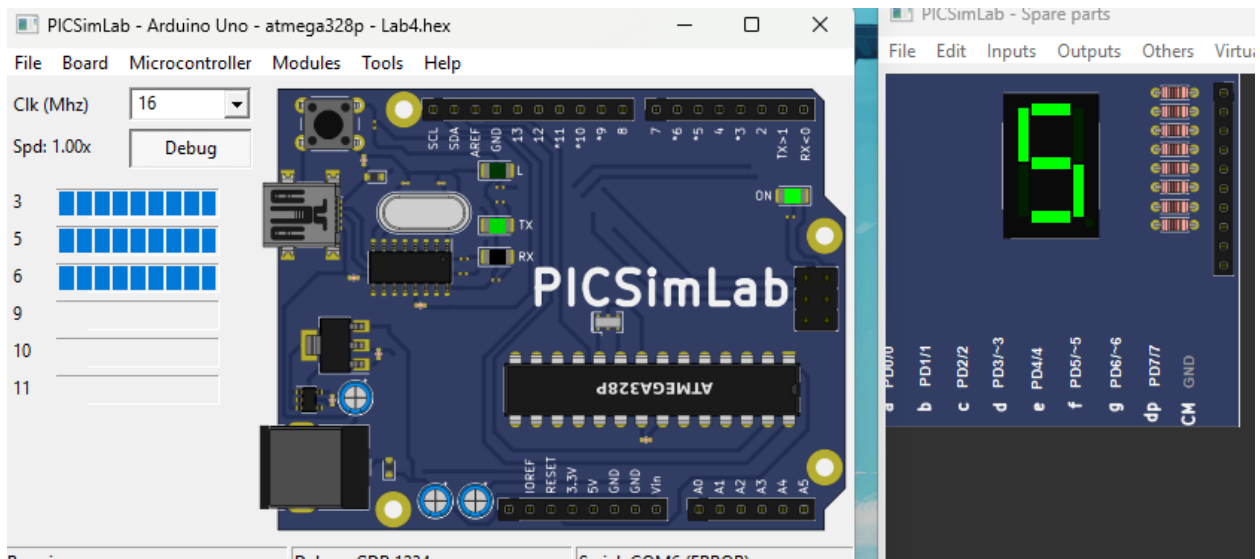 PICSimLab - Arduino Uno - atmega328p - Lab4.hex
File Board Microcontroller Modules Tools Help
Clk (Mhz) 16
Spd: 1.00x Debug
3
5
6
9
10
11
SCL SDA AREF GND 13 12 *11 *10 *9 8 7 *6 *5 4 *3 2 TX>1 RX<0
L
ON
TX
RX
PICSimLab
ATMEGA328P
IOREF RESET 3.3V 5V GND GND Vin A0 A1 A2 A3 A4 A5
PICSimLab - Spare parts
File Edit Inputs Outputs Others Virtua
5
a PD0/0
b PD1/1
c PD2/2
d PD3/~3
e PD4/4
f PD5/~5
g PD6/~6
dp PD7/7
CM GND